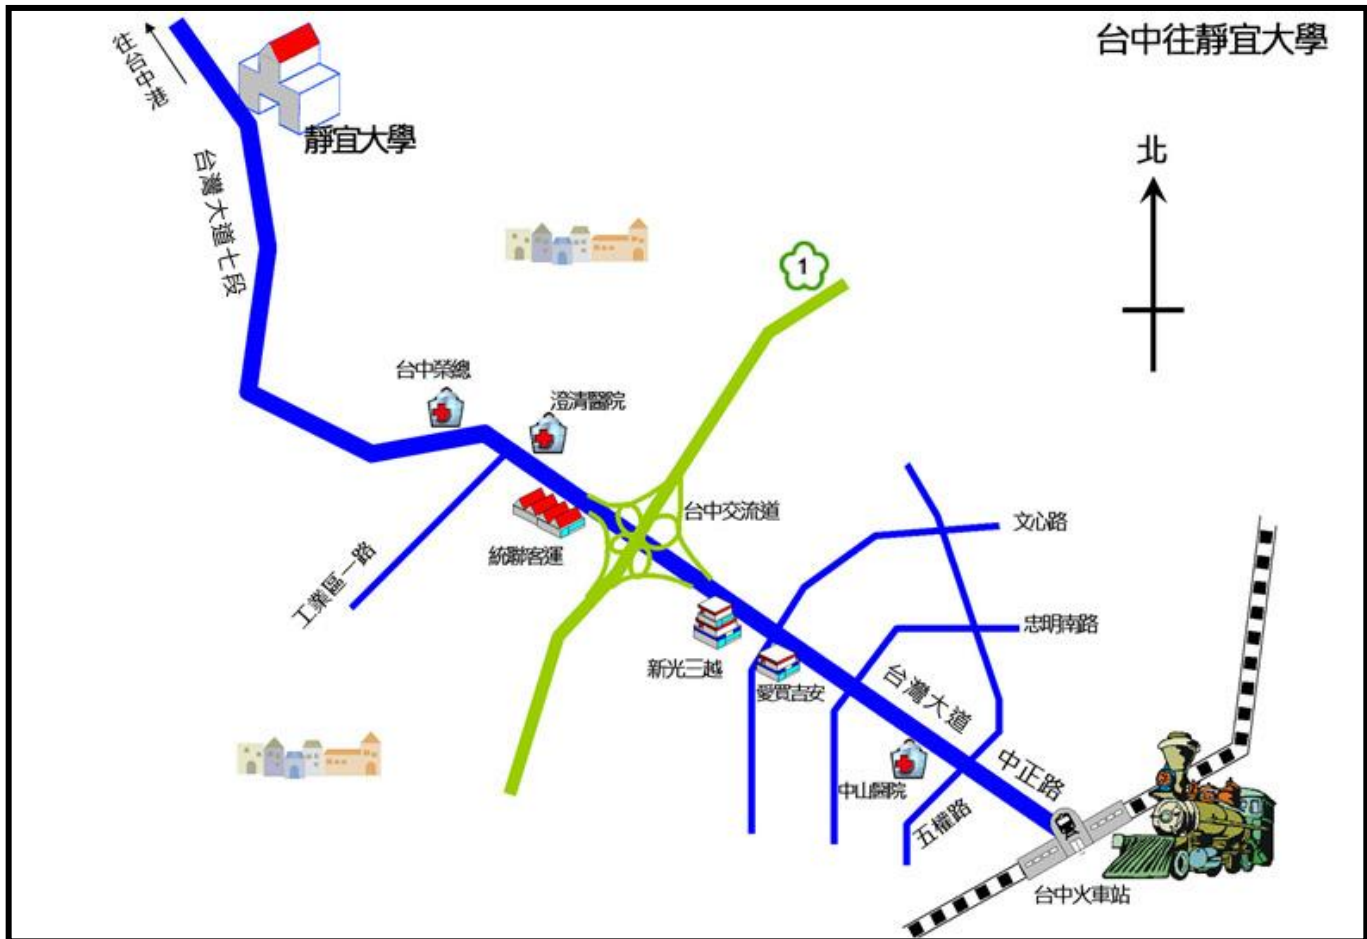 台中往靜宜大學
往台中港
靜宜大學
台灣大道七段
北
1
台中榮總
澄清醫院
台中交流道
文心路
統聯客運
工業區一路
忠明南路
新光三越
愛買吉安
台灣大道
中正路
中山醫院
五權路
台中火車站